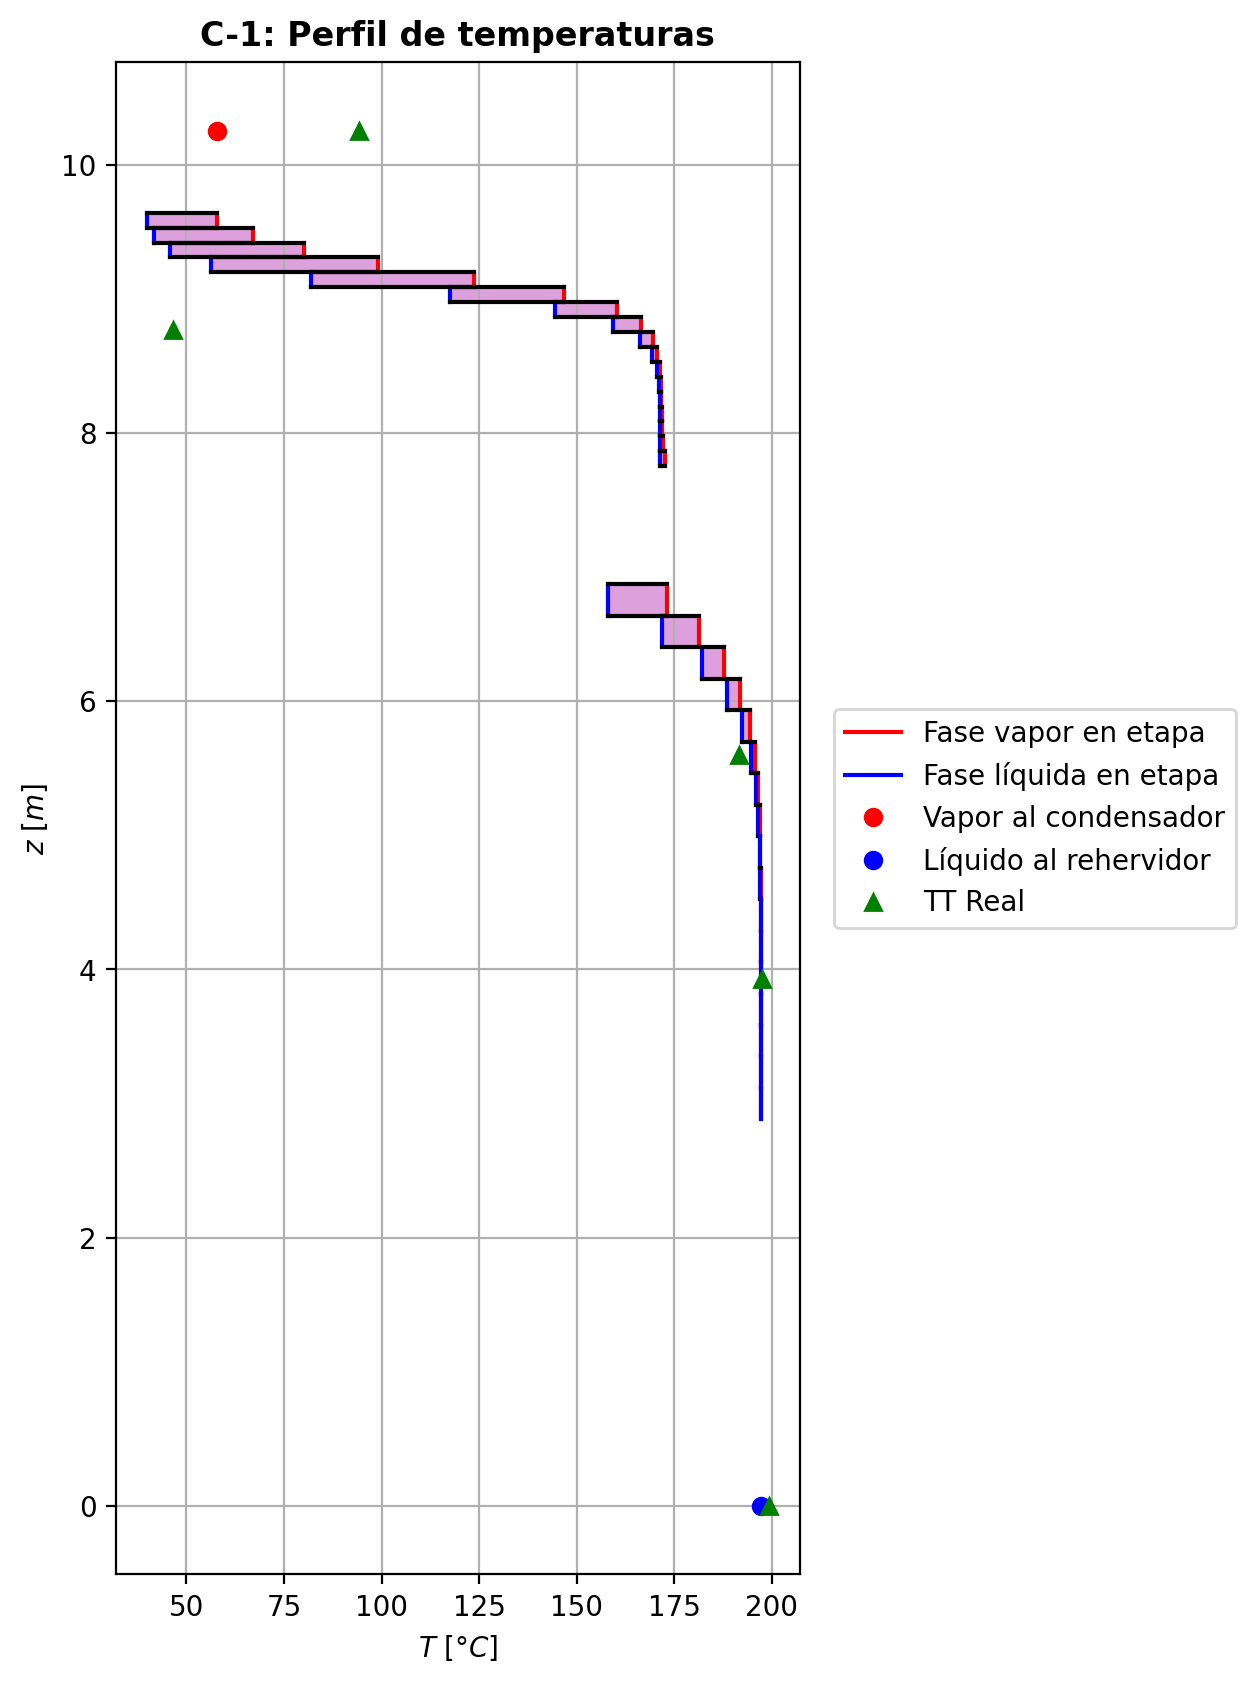 C-1: Perfil de temperaturas
10
8
6
4
2
0
z [m]
50 75 100 125 150 175 200
T [°C]
Fase vapor en etapa
Fase líquida en etapa
Vapor al condensador
Líquido al rehervidor
TT Real